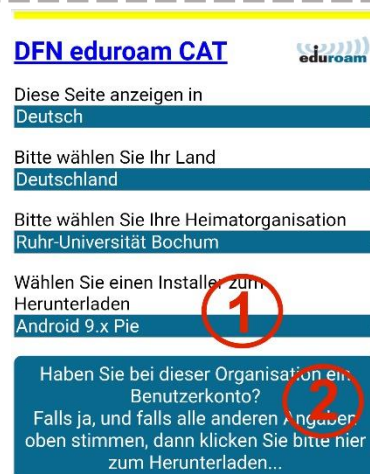 DFN eduroam CAT
eduroam
Diese Seite anzeigen in
Deutsch
Bitte wählen Sie Ihr Land
Deutschland
Bitte wählen Sie Ihre Heimatorganisation
Ruhr-Universität Bochum
Wählen Sie einen Installer zum
Herunterladen
1
Android 9.x Pie
Haben Sie bei dieser Organisation ein
Benutzerkonto?
2
Falls ja, und falls alle anderen Angaben
oben stimmen, dann klicken Sie bitte hier
zum Herunterladen...